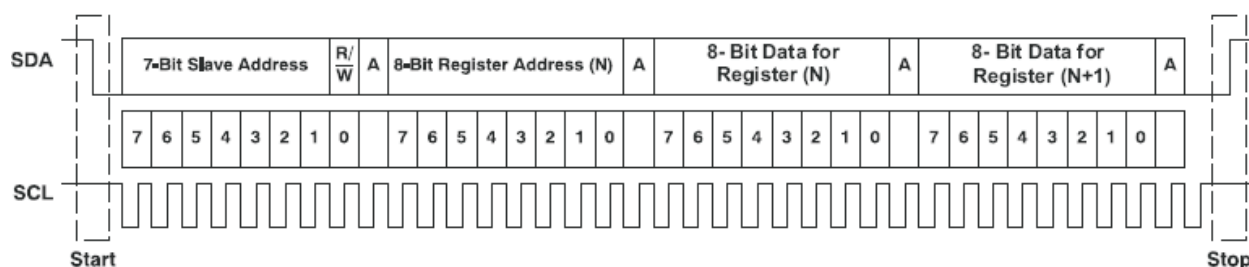 SDA
7-Bit Slave Address
R/
W
A
8-Bit Register Address (N)
A
8- Bit Data for
Register (N)
A
8- Bit Data for
Register (N+1)
A
7 6 5 4 3 2 1 0 7 6 5 4 3 2 1 0 7 6 5 4 3 2 1 0 7 6 5 4 3 2 1 0
SCL
Start
Stop